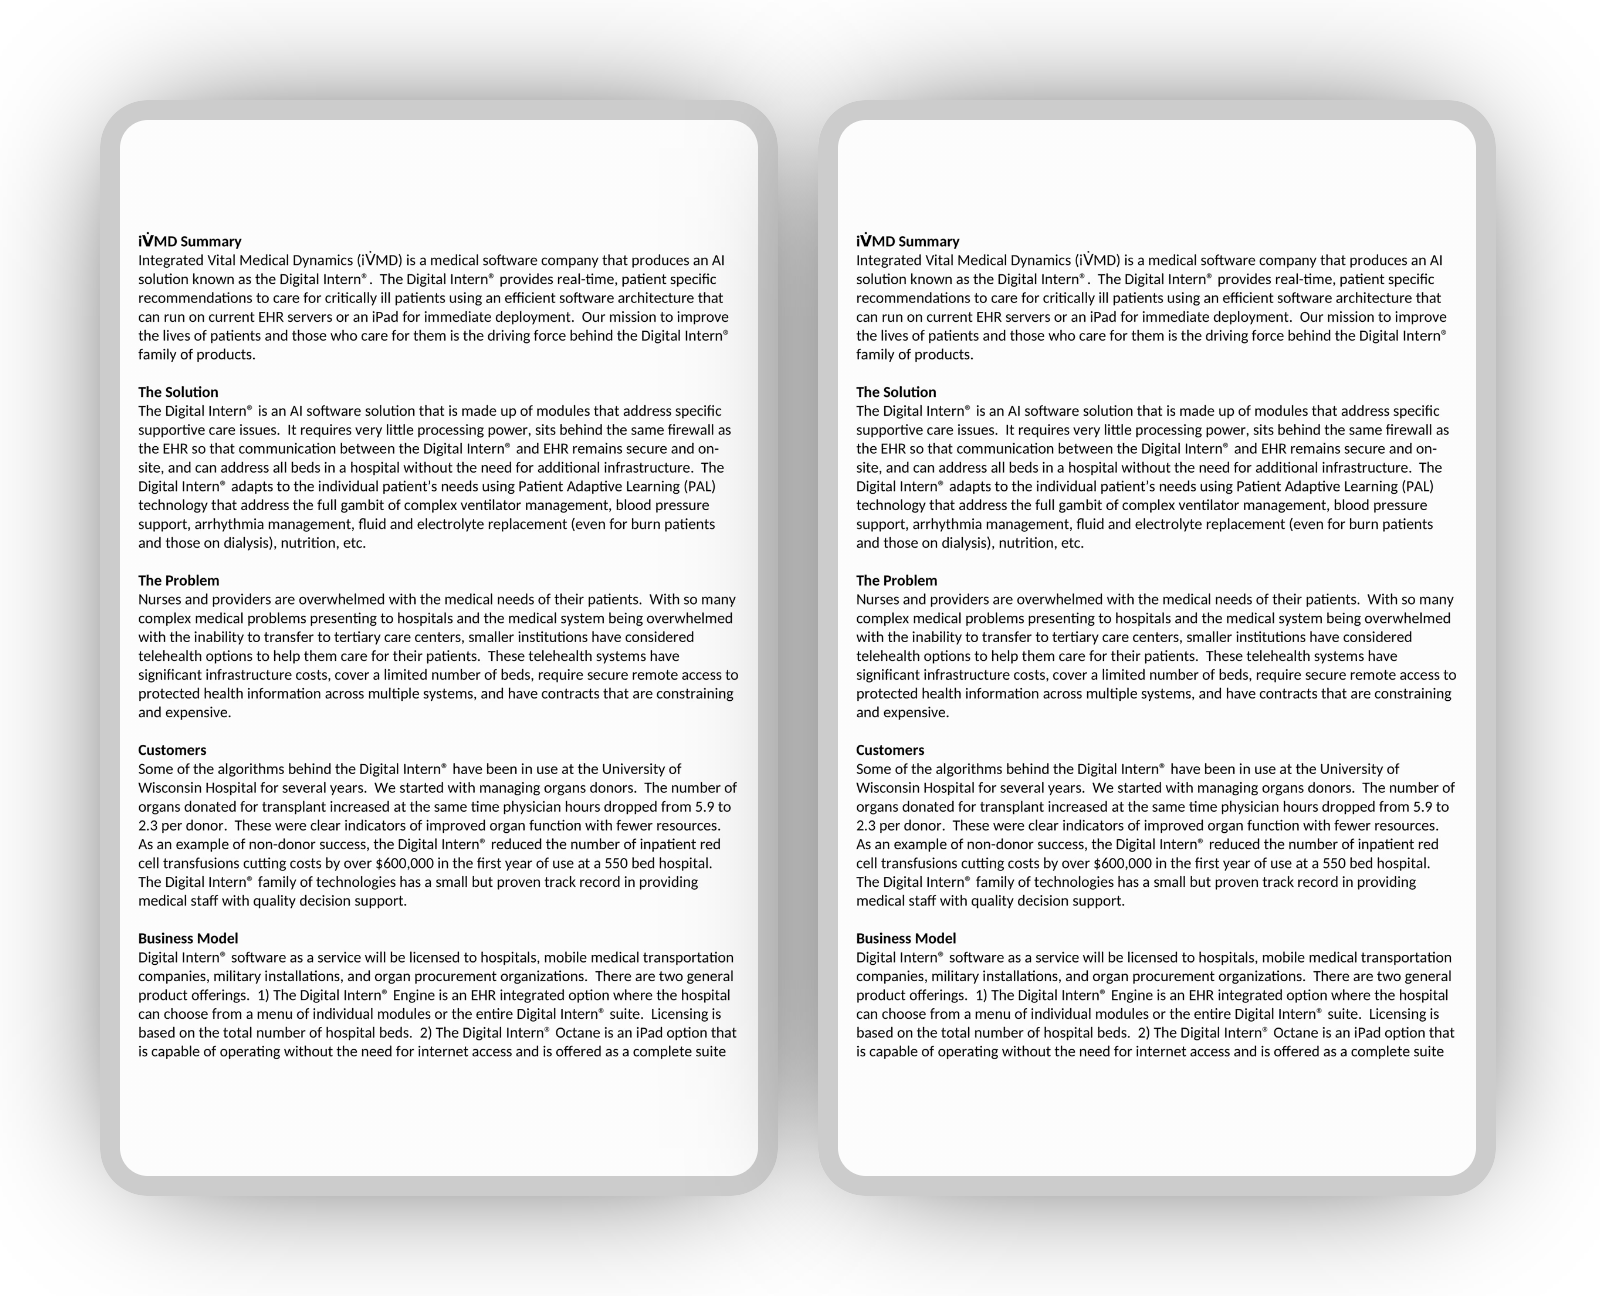 iV̇MD Summary
Integrated Vital Medical Dynamics (iV̇MD) is a medical software company that produces an AI
solution known as the Digital Intern®.  The Digital Intern® provides real-time, patient specific
recommendations to care for critically ill patients using an efficient software architecture that
can run on current EHR servers or an iPad for immediate deployment.  Our mission to improve
the lives of patients and those who care for them is the driving force behind the Digital Intern®
family of products.
The Solution
The Digital Intern® is an AI software solution that is made up of modules that address specific
supportive care issues.  It requires very little processing power, sits behind the same firewall as
the EHR so that communication between the Digital Intern® and EHR remains secure and on-
site, and can address all beds in a hospital without the need for additional infrastructure.  The
Digital Intern® adapts to the individual patient's needs using Patient Adaptive Learning (PAL)
technology that address the full gambit of complex ventilator management, blood pressure
support, arrhythmia management, fluid and electrolyte replacement (even for burn patients
and those on dialysis), nutrition, etc.
The Problem
Nurses and providers are overwhelmed with the medical needs of their patients.  With so many
complex medical problems presenting to hospitals and the medical system being overwhelmed
with the inability to transfer to tertiary care centers, smaller institutions have considered
telehealth options to help them care for their patients.  These telehealth systems have
significant infrastructure costs, cover a limited number of beds, require secure remote access to
protected health information across multiple systems, and have contracts that are constraining
and expensive.
Customers
Some of the algorithms behind the Digital Intern® have been in use at the University of
Wisconsin Hospital for several years.  We started with managing organs donors.  The number of
organs donated for transplant increased at the same time physician hours dropped from 5.9 to
2.3 per donor.  These were clear indicators of improved organ function with fewer resources.
As an example of non-donor success, the Digital Intern® reduced the number of inpatient red
cell transfusions cutting costs by over $600,000 in the first year of use at a 550 bed hospital.
The Digital Intern® family of technologies has a small but proven track record in providing
medical staff with quality decision support.
Business Model
Digital Intern® software as a service will be licensed to hospitals, mobile medical transportation
companies, military installations, and organ procurement organizations.  There are two general
product offerings.  1) The Digital Intern® Engine is an EHR integrated option where the hospital
can choose from a menu of individual modules or the entire Digital Intern® suite.  Licensing is
based on the total number of hospital beds.  2) The Digital Intern® Octane is an iPad option that
is capable of operating without the need for internet access and is offered as a complete suite
iV̇MD Summary
Integrated Vital Medical Dynamics (iV̇MD) is a medical software company that produces an AI
solution known as the Digital Intern®.  The Digital Intern® provides real-time, patient specific
recommendations to care for critically ill patients using an efficient software architecture that
can run on current EHR servers or an iPad for immediate deployment.  Our mission to improve
the lives of patients and those who care for them is the driving force behind the Digital Intern®
family of products.
The Solution
The Digital Intern® is an AI software solution that is made up of modules that address specific
supportive care issues.  It requires very little processing power, sits behind the same firewall as
the EHR so that communication between the Digital Intern® and EHR remains secure and on-
site, and can address all beds in a hospital without the need for additional infrastructure.  The
Digital Intern® adapts to the individual patient's needs using Patient Adaptive Learning (PAL)
technology that address the full gambit of complex ventilator management, blood pressure
support, arrhythmia management, fluid and electrolyte replacement (even for burn patients
and those on dialysis), nutrition, etc.
The Problem
Nurses and providers are overwhelmed with the medical needs of their patients.  With so many
complex medical problems presenting to hospitals and the medical system being overwhelmed
with the inability to transfer to tertiary care centers, smaller institutions have considered
telehealth options to help them care for their patients.  These telehealth systems have
significant infrastructure costs, cover a limited number of beds, require secure remote access to
protected health information across multiple systems, and have contracts that are constraining
and expensive.
Customers
Some of the algorithms behind the Digital Intern® have been in use at the University of
Wisconsin Hospital for several years.  We started with managing organs donors.  The number of
organs donated for transplant increased at the same time physician hours dropped from 5.9 to
2.3 per donor.  These were clear indicators of improved organ function with fewer resources.
As an example of non-donor success, the Digital Intern® reduced the number of inpatient red
cell transfusions cutting costs by over $600,000 in the first year of use at a 550 bed hospital.
The Digital Intern® family of technologies has a small but proven track record in providing
medical staff with quality decision support.
Business Model
Digital Intern® software as a service will be licensed to hospitals, mobile medical transportation
companies, military installations, and organ procurement organizations.  There are two general
product offerings.  1) The Digital Intern® Engine is an EHR integrated option where the hospital
can choose from a menu of individual modules or the entire Digital Intern® suite.  Licensing is
based on the total number of hospital beds.  2) The Digital Intern® Octane is an iPad option that
is capable of operating without the need for internet access and is offered as a complete suite